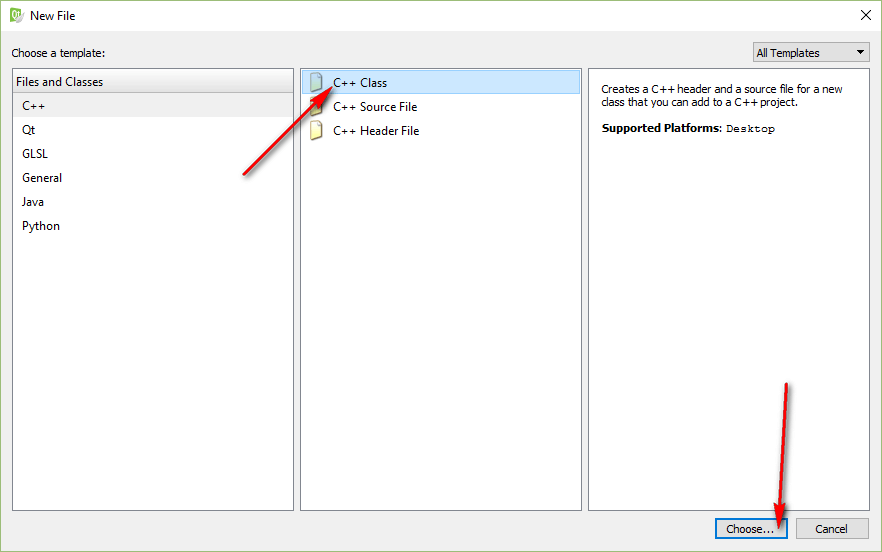 New File
Choose a template:
All Templates
Files and Classes
C++
Qt
GLSL
General
Java
Python
C++ Class
C++ Source File
C++ Header File
Creates a C++ header and a source file for a new
class that you can add to a C++ project.
Supported Platforms: Desktop
Choose...
Cancel